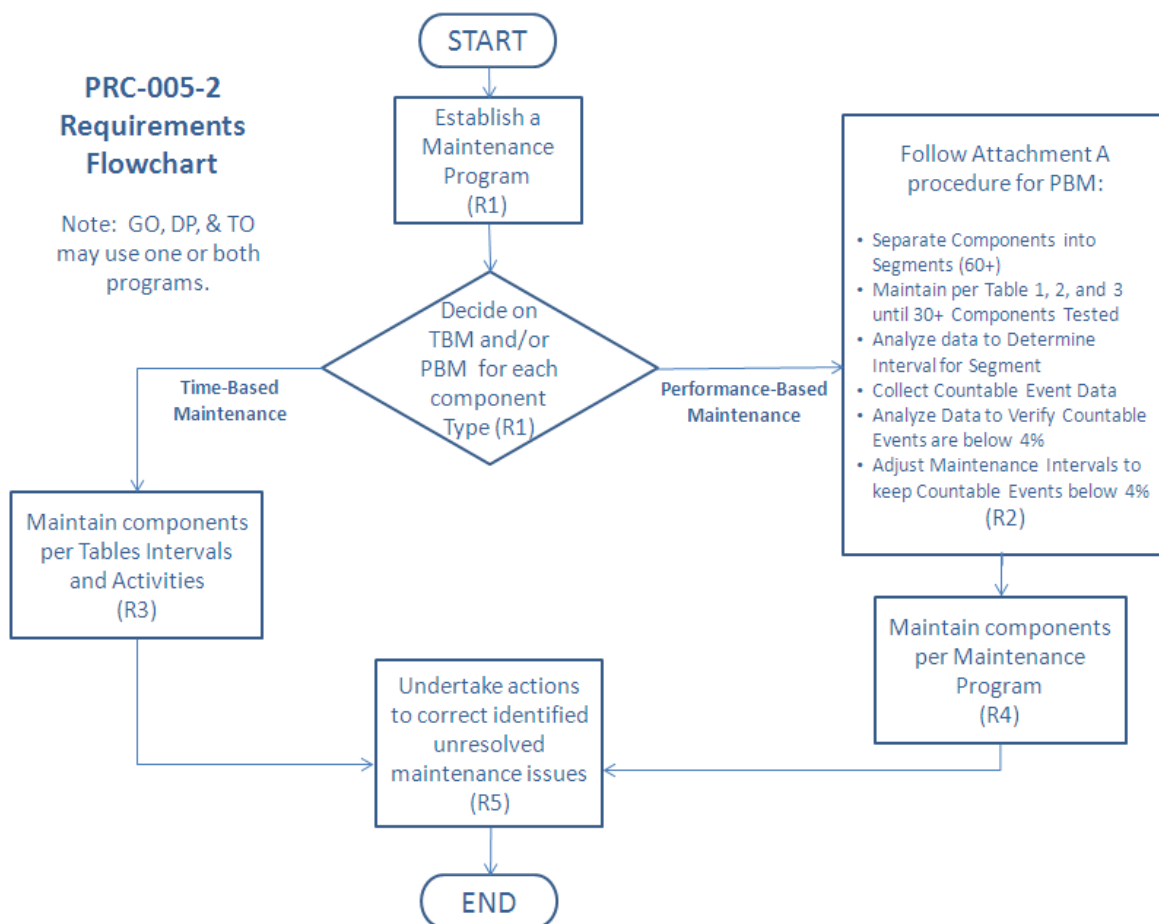 START
PRC-005-2
Requirements
Flowchart
Note: GO, DP, & TO
may use one or both
programs.
Establish a
Maintenance
Program
(R1)
Decide on
TBM and/or
PBM for each
component
Type (R1)
Time-Based
Maintenance
Performance-Based
Maintenance
Follow Attachment A
procedure for PBM:
• Separate Components into
Segments (60+)
• Maintain per Table 1, 2, and 3
until 30+ Components Tested
• Analyze data to Determine
Interval for Segment
• Collect Countable Event Data
• Analyze Data to Verify Countable
Events are below 4%
• Adjust Maintenance Intervals to
keep Countable Events below 4%
(R2)
Maintain components
per Tables Intervals
and Activities
(R3)
Maintain components
per Maintenance
Program
(R4)
Undertake actions
to correct identified
unresolved
maintenance issues
(R5)
END